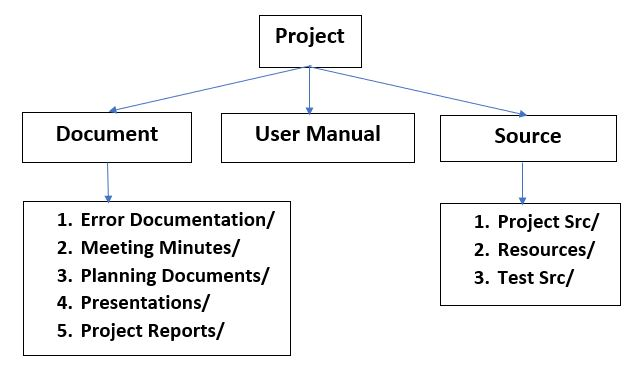 Project
Document
User Manual
Source
1. Error Documentation/
2. Meeting Minutes/
3. Planning Documents/
4. Presentations/
5. Project Reports/
1. Project Src/
2. Resources/
3. Test Src/